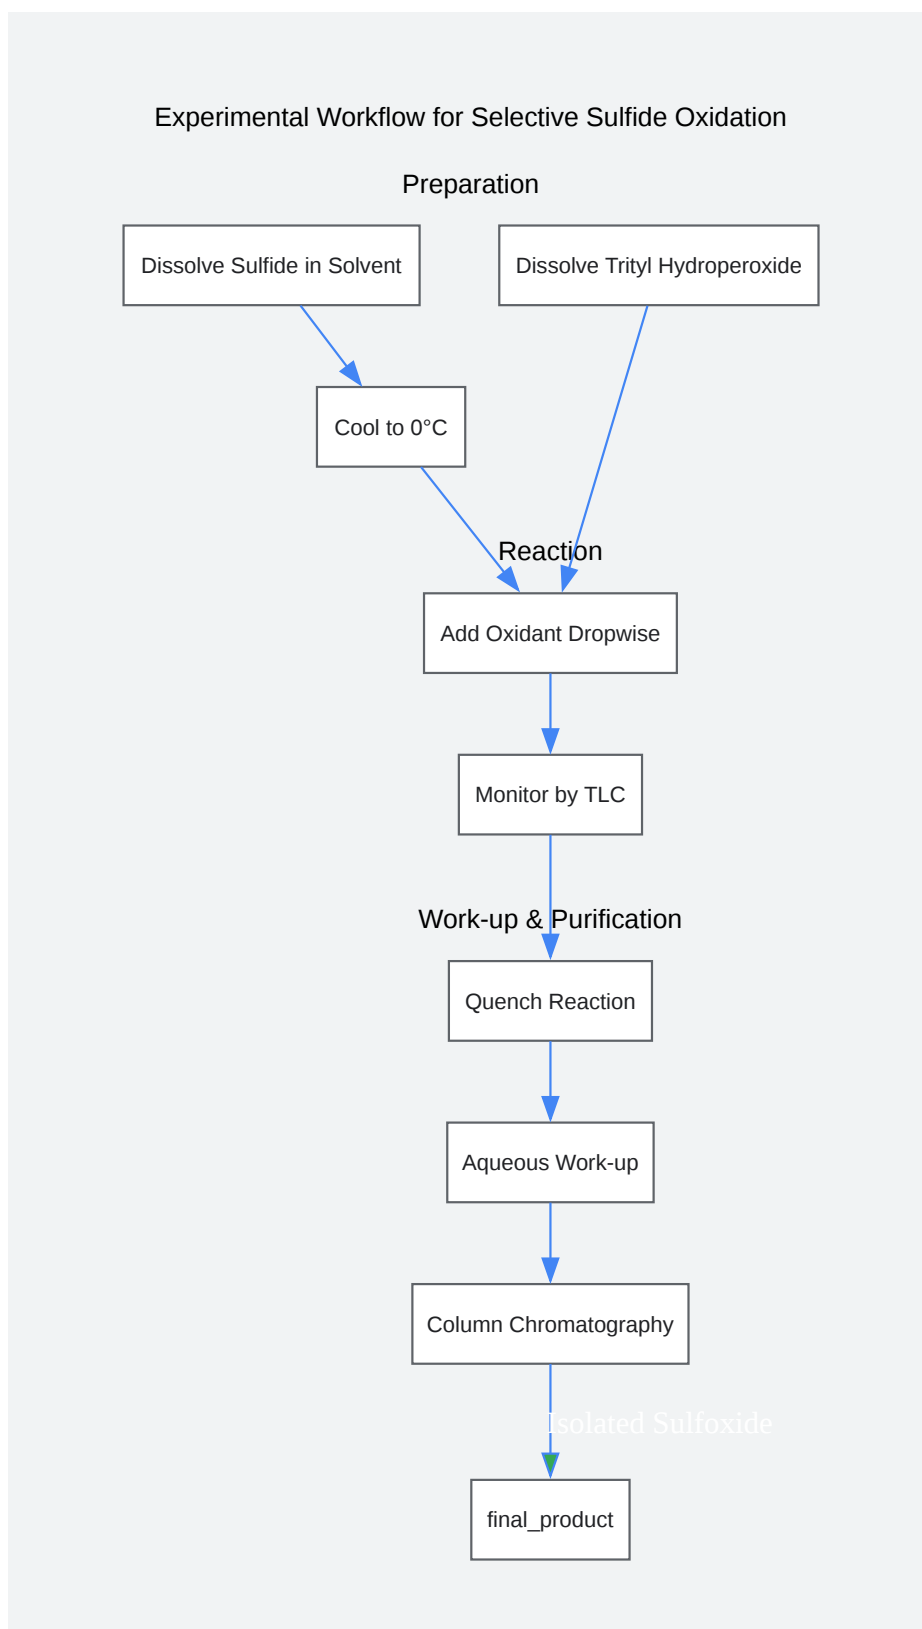 Experimental Workflow for Selective Sulfide Oxidation
Preparation
Dissolve Sulfide in Solvent
Dissolve Trityl Hydroperoxide
Cool to 0°C
Reaction
Add Oxidant Dropwise
Monitor by TLC
Work-up & Purification
Quench Reaction
Aqueous Work-up
Column Chromatography
Isolated Sulfoxide
final_product